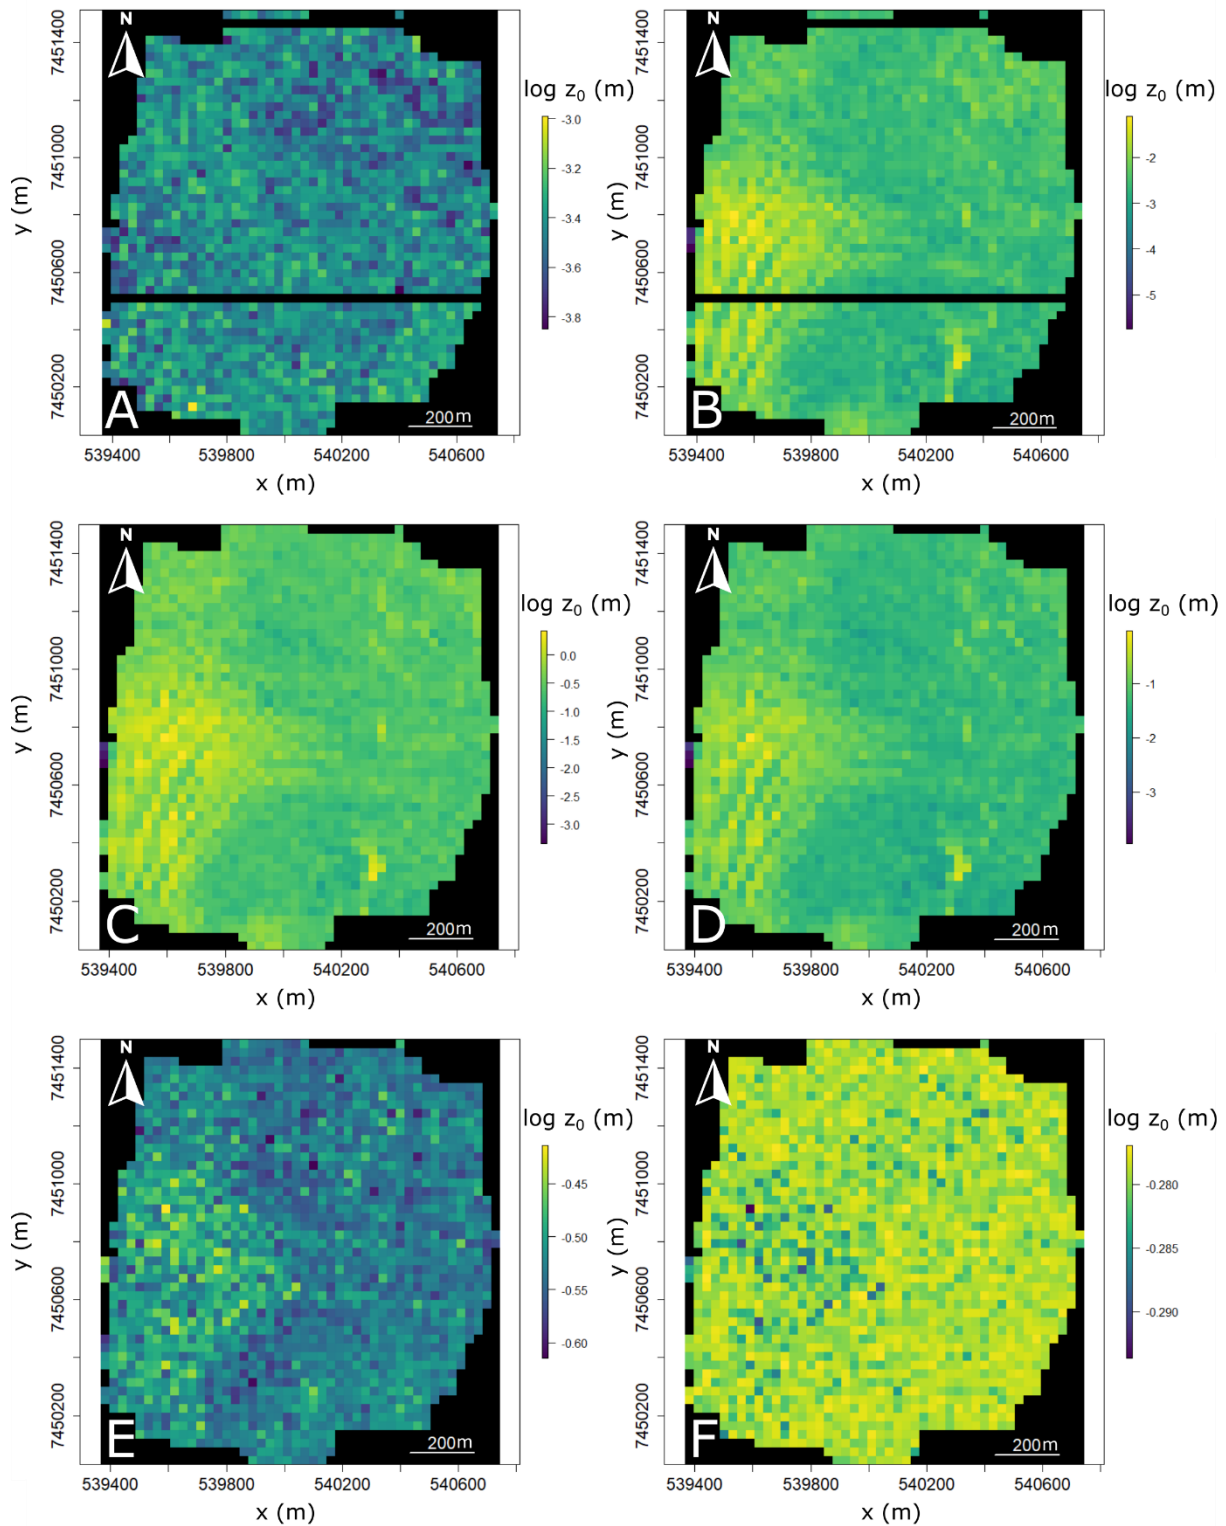 N
7451400
7451000
7450600
7450200
y (m)
A
200m
539400 539800 540200 540600
x (m)
log z₀ (m)
-3.0
-3.2
-3.4
-3.6
-3.8
N
7451400
7451000
7450600
7450200
y (m)
B
200m
539400 539800 540200 540600
x (m)
log z₀ (m)
-2
-3
-4
-5
N
7451400
7451000
7450600
7450200
y (m)
C
200m
539400 539800 540200 540600
x (m)
log z₀ (m)
0.0
-0.5
-1.0
-1.5
-2.0
-2.5
-3.0
N
7451400
7451000
7450600
7450200
y (m)
D
200m
539400 539800 540200 540600
x (m)
log z₀ (m)
-1
-2
-3
N
7451400
7451000
7450600
7450200
y (m)
E
200m
539400 539800 540200 540600
x (m)
log z₀ (m)
-0.45
-0.50
-0.55
-0.60
N
7451400
7451000
7450600
7450200
y (m)
F
200m
539400 539800 540200 540600
x (m)
log z₀ (m)
-0.280
-0.285
-0.290